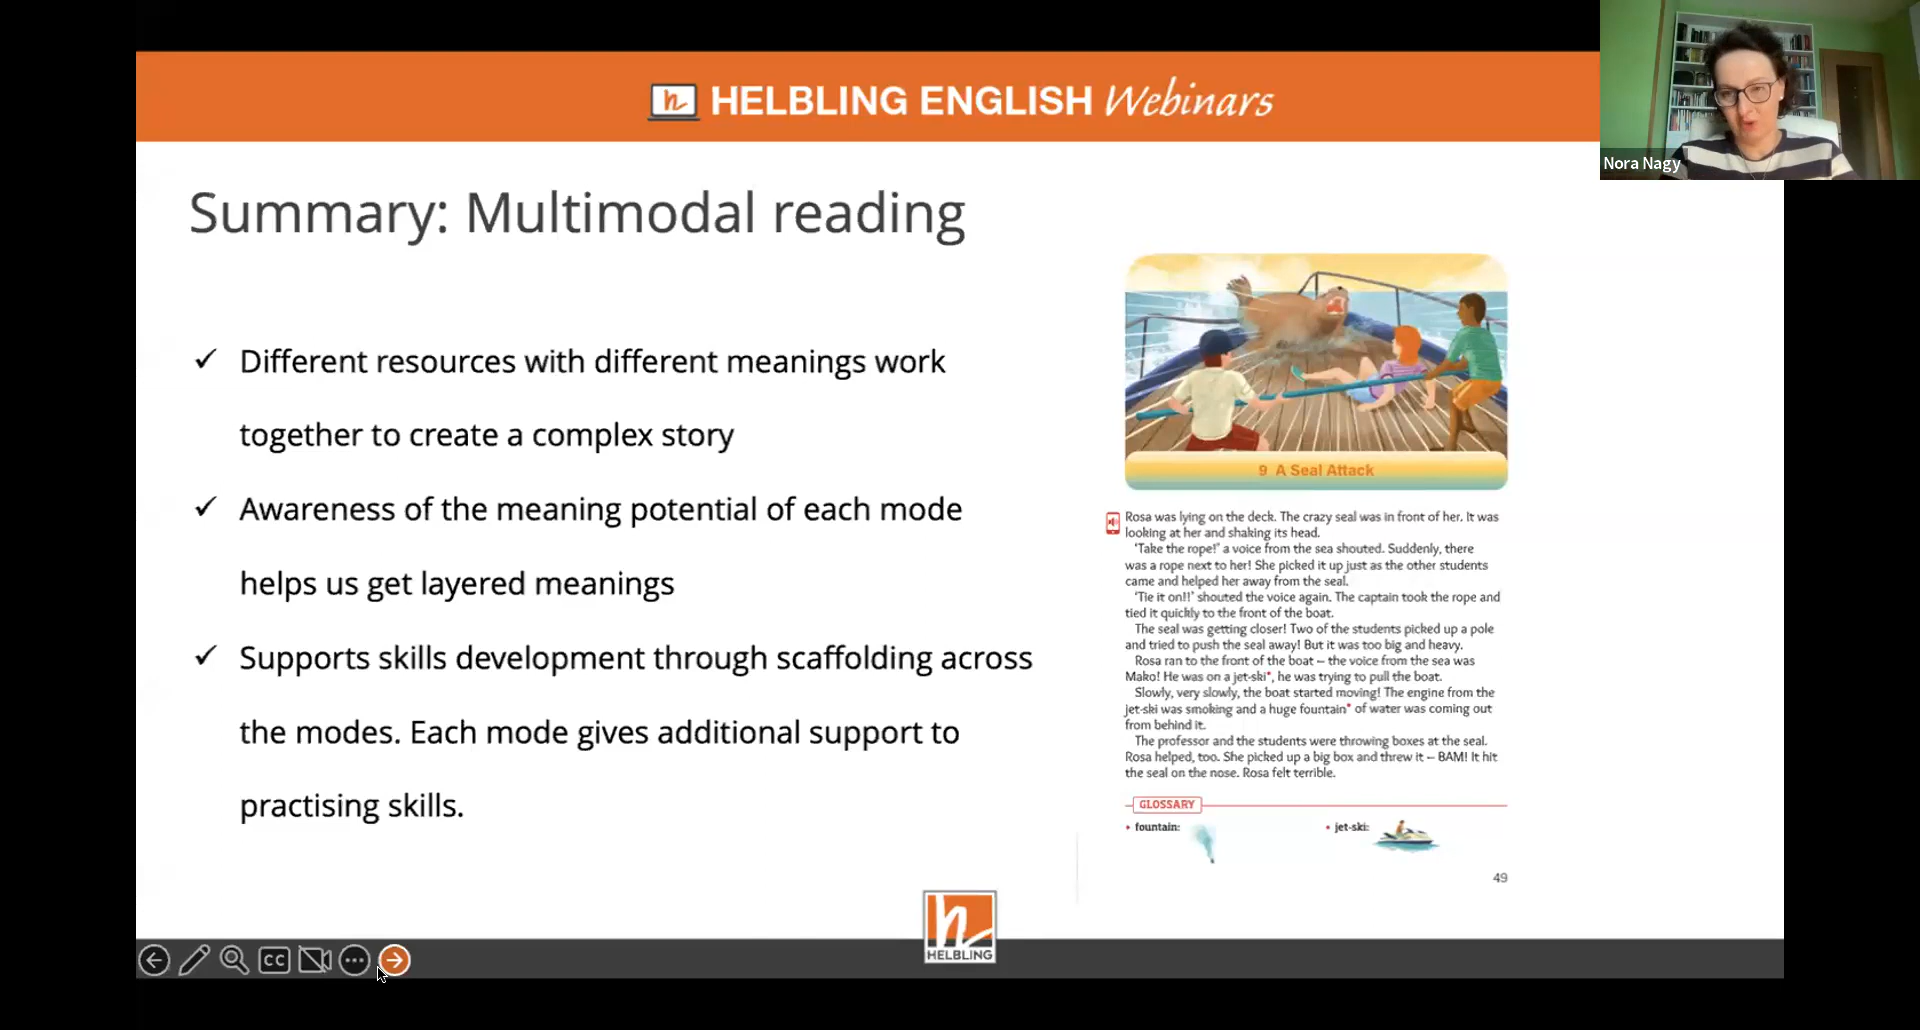 HELBLING ENGLISH Webinars
Nora Nagy
Summary: Multimodal reading
✓ Different resources with different meanings work
together to create a complex story
✓ Awareness of the meaning potential of each mode
helps us get layered meanings
✓ Supports skills development through scaffolding across
the modes. Each mode gives additional support to
practising skills.
9 A Seal Attack
Rosa was lying on the deck. The crazy seal was in front of her. It was
looking at her and shaking its head.
'Take the rope!' a voice from the sea shouted. Suddenly, there
was a rope next to her! She picked it up just as the other students
came and helped her away from the seal.
'Tie it on!!' shouted the voice again. The captain took the rope and
tied it quickly to the front of the boat.
The seal was getting closer! Two of the students picked up a pole
and tried to push the seal away! But it was too big and heavy.
Rosa ran to the front of the boat – the voice from the sea was
Mako! He was on a jet-ski*, he was trying to pull the boat.
Slowly, very slowly, the boat started moving! The engine from the
jet-ski was smoking and a huge fountain* of water was coming out
from behind it.
The professor and the students were throwing boxes at the seal.
Rosa helped, too. She picked up a big box and threw it – BAM! It hit
the seal on the nose. Rosa felt terrible.
GLOSSARY
• fountain:
• jet-ski:
49
HELBLING
CC